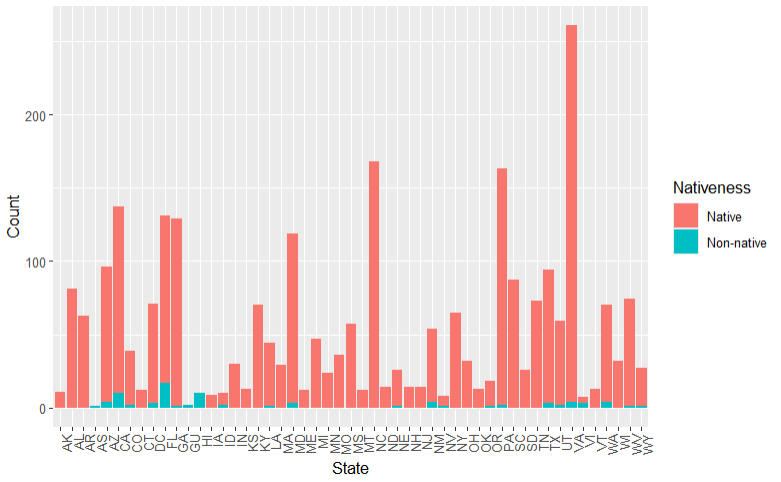 Count
200
100
0
AK AL AR AS AZ CA CO CT DC FL GA GU HI IA ID IN KS KY LA MA MD ME MI MN MO MS MT NC ND NE NH NJ NM NV NY OH OK OR PA SC SD TN TX UT VA VI VT WA WI WV WY
State
Nativeness
Native
Non-native